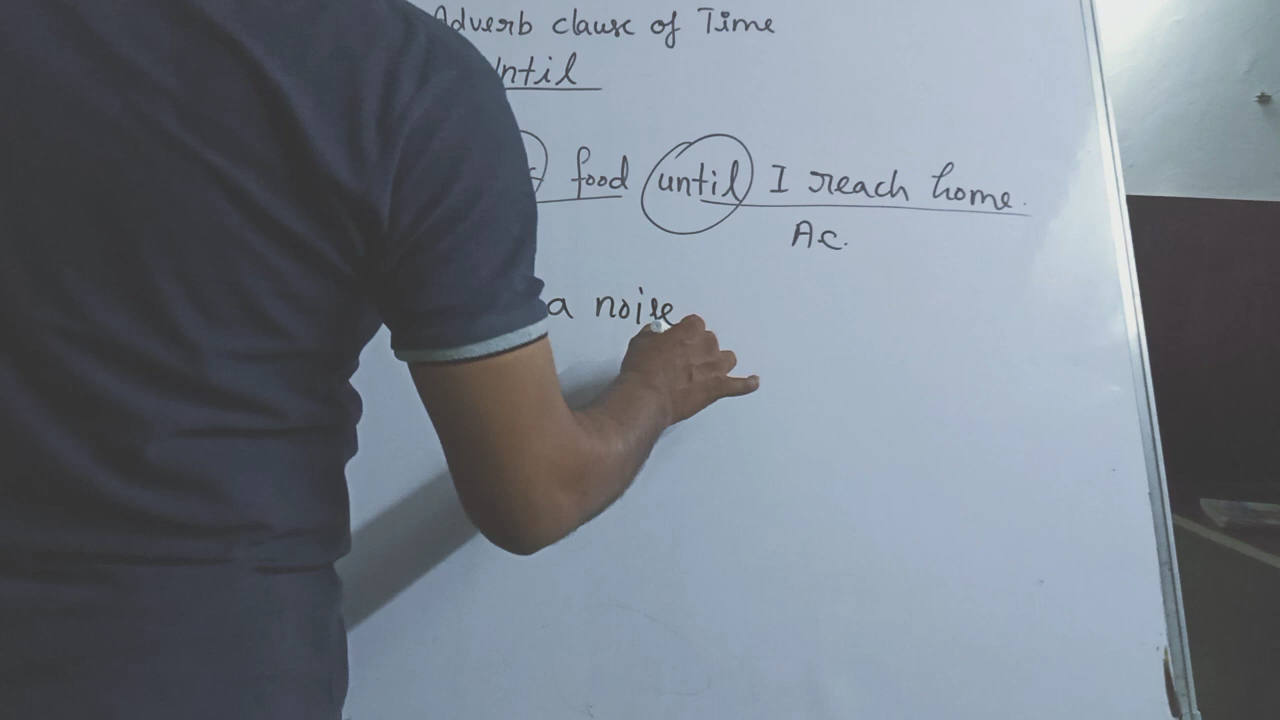 Adverb clause of Time
Until
food until I reach home.
A.C.
a noise